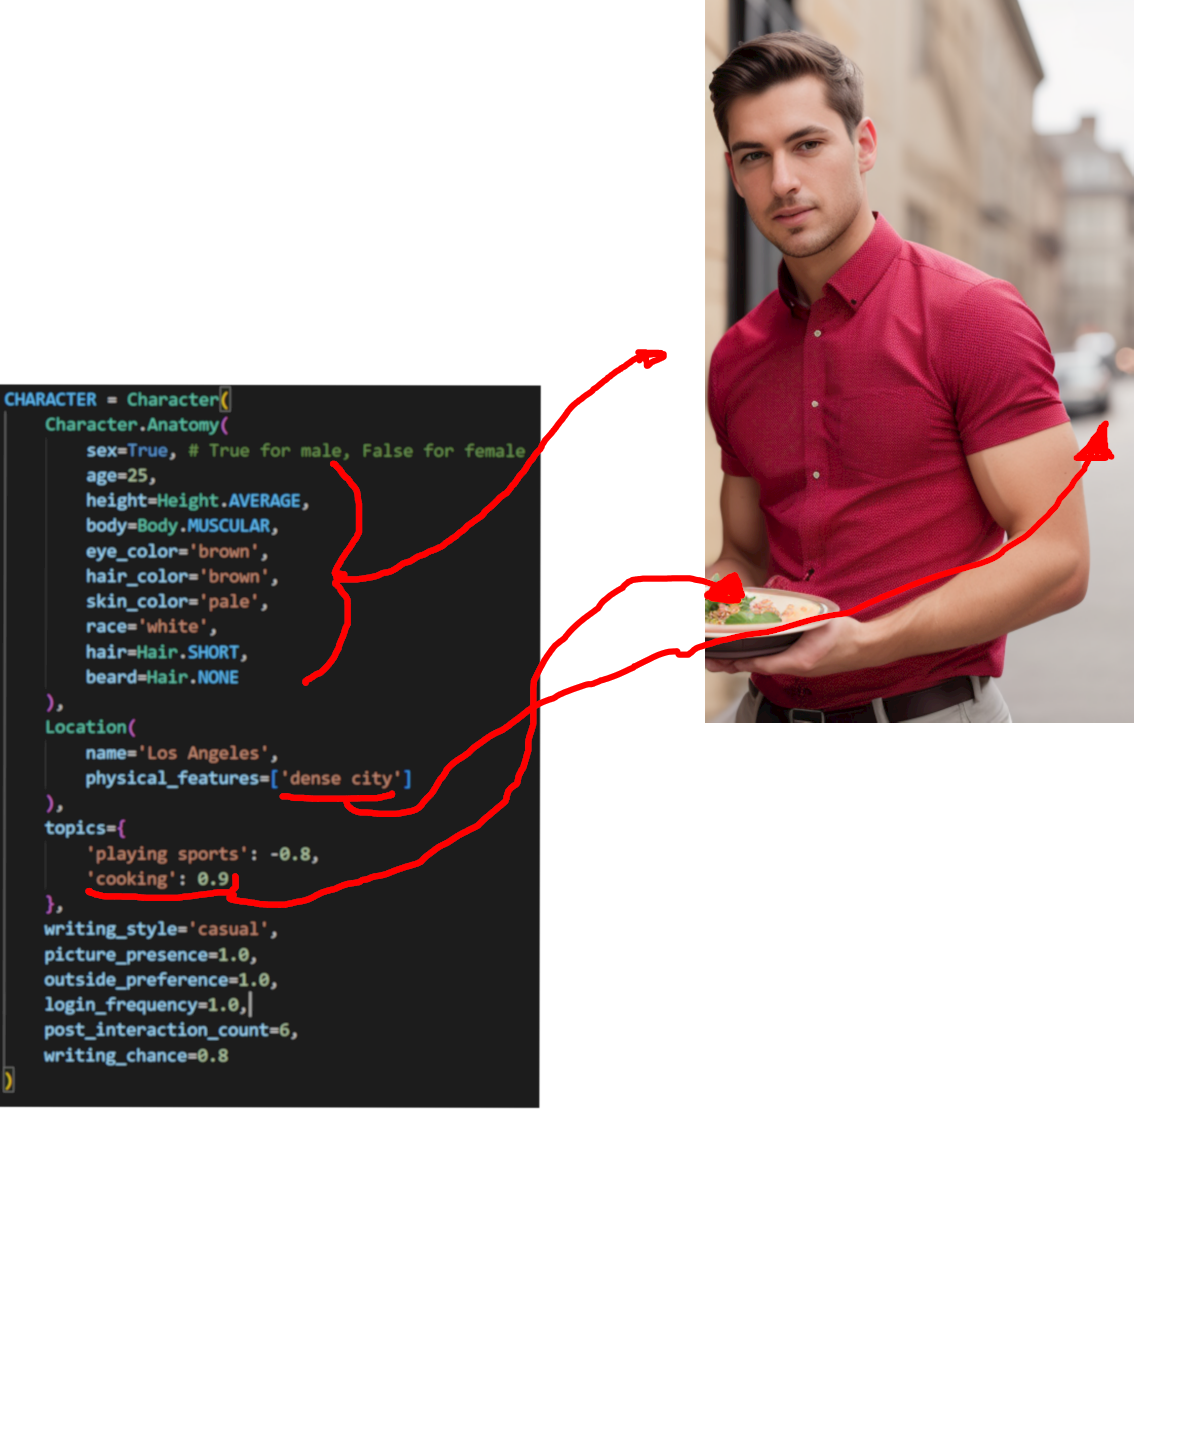 CHARACTER = Character(
    Character.Anatomy(
        sex=True, # True for male, False for female
        age=25,
        height=Height.AVERAGE,
        body=Body.MUSCULAR,
        eye_color='brown',
        hair_color='brown',
        skin_color='pale',
        race='white',
        hair=Hair.SHORT,
        beard=Hair.NONE
    ),
    Location(
        name='Los Angeles',
        physical_features=['dense city']
    ),
    topics={
        'playing sports': -0.8,
        'cooking': 0.9
    },
    writing_style='casual',
    picture_presence=1.0,
    outside_preference=1.0,
    login_frequency=1.0,
    post_interaction_count=6,
    writing_chance=0.8
)